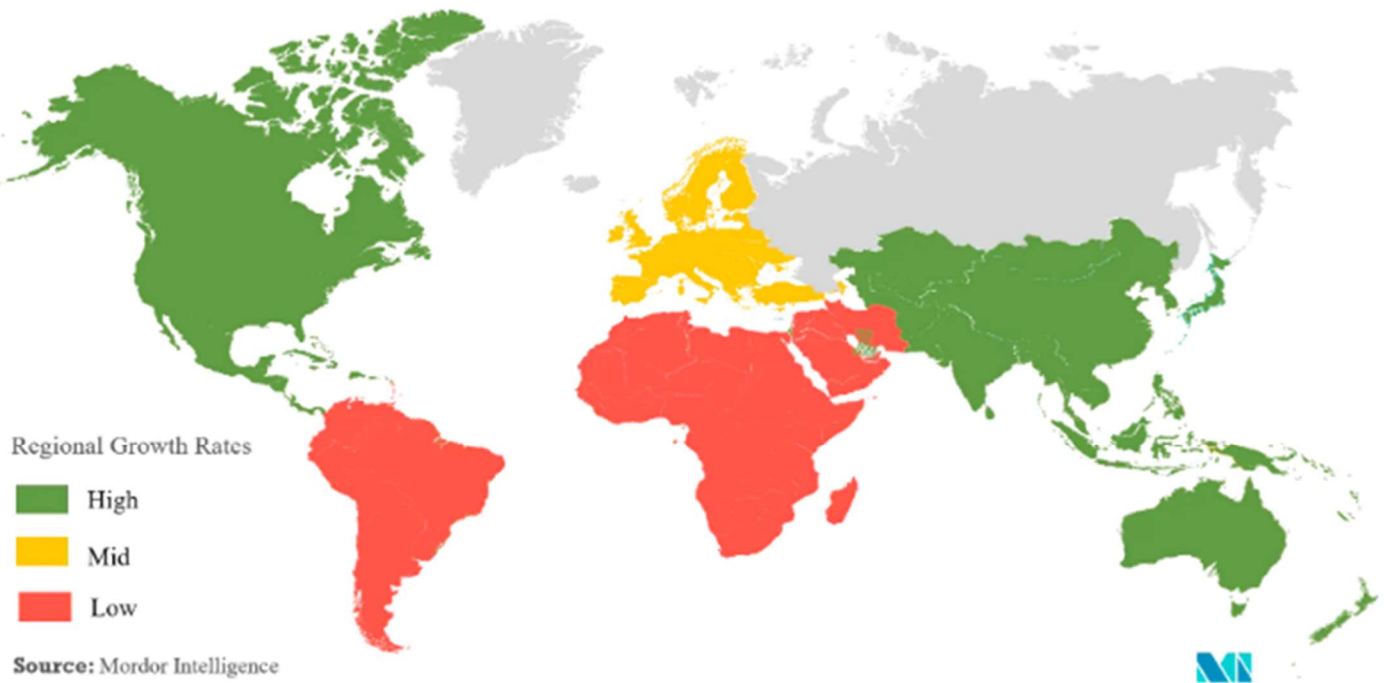 Regional Growth Rates
High
Mid
Low
Source: Mordor Intelligence